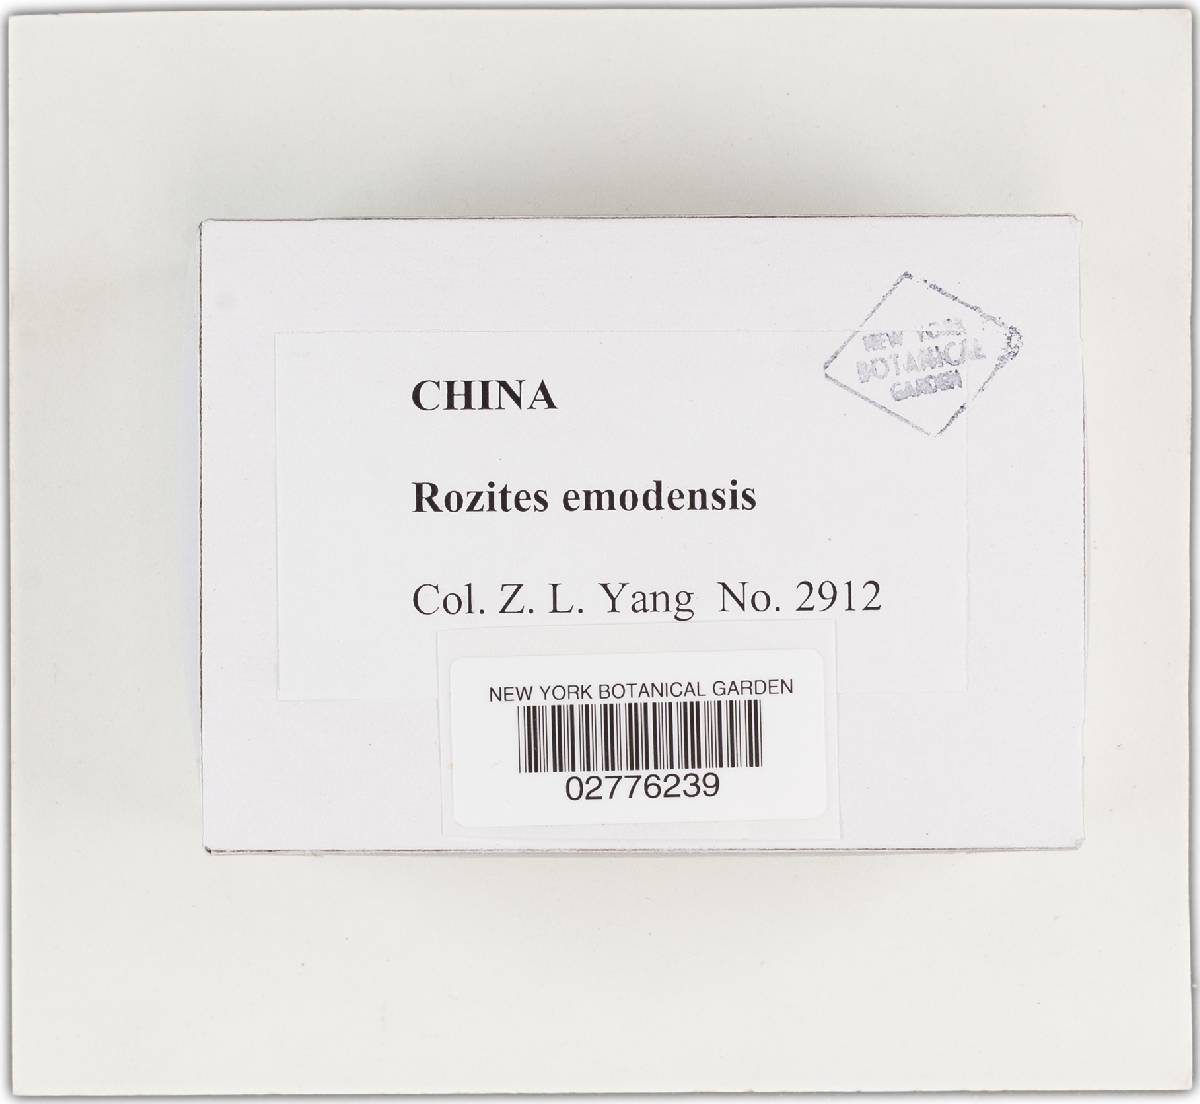 NEW YORK
BOTANICAL
GARDEN
CHINA
Rozites emodensis
Col. Z. L. Yang No. 2912
NEW YORK BOTANICAL GARDEN
02776239